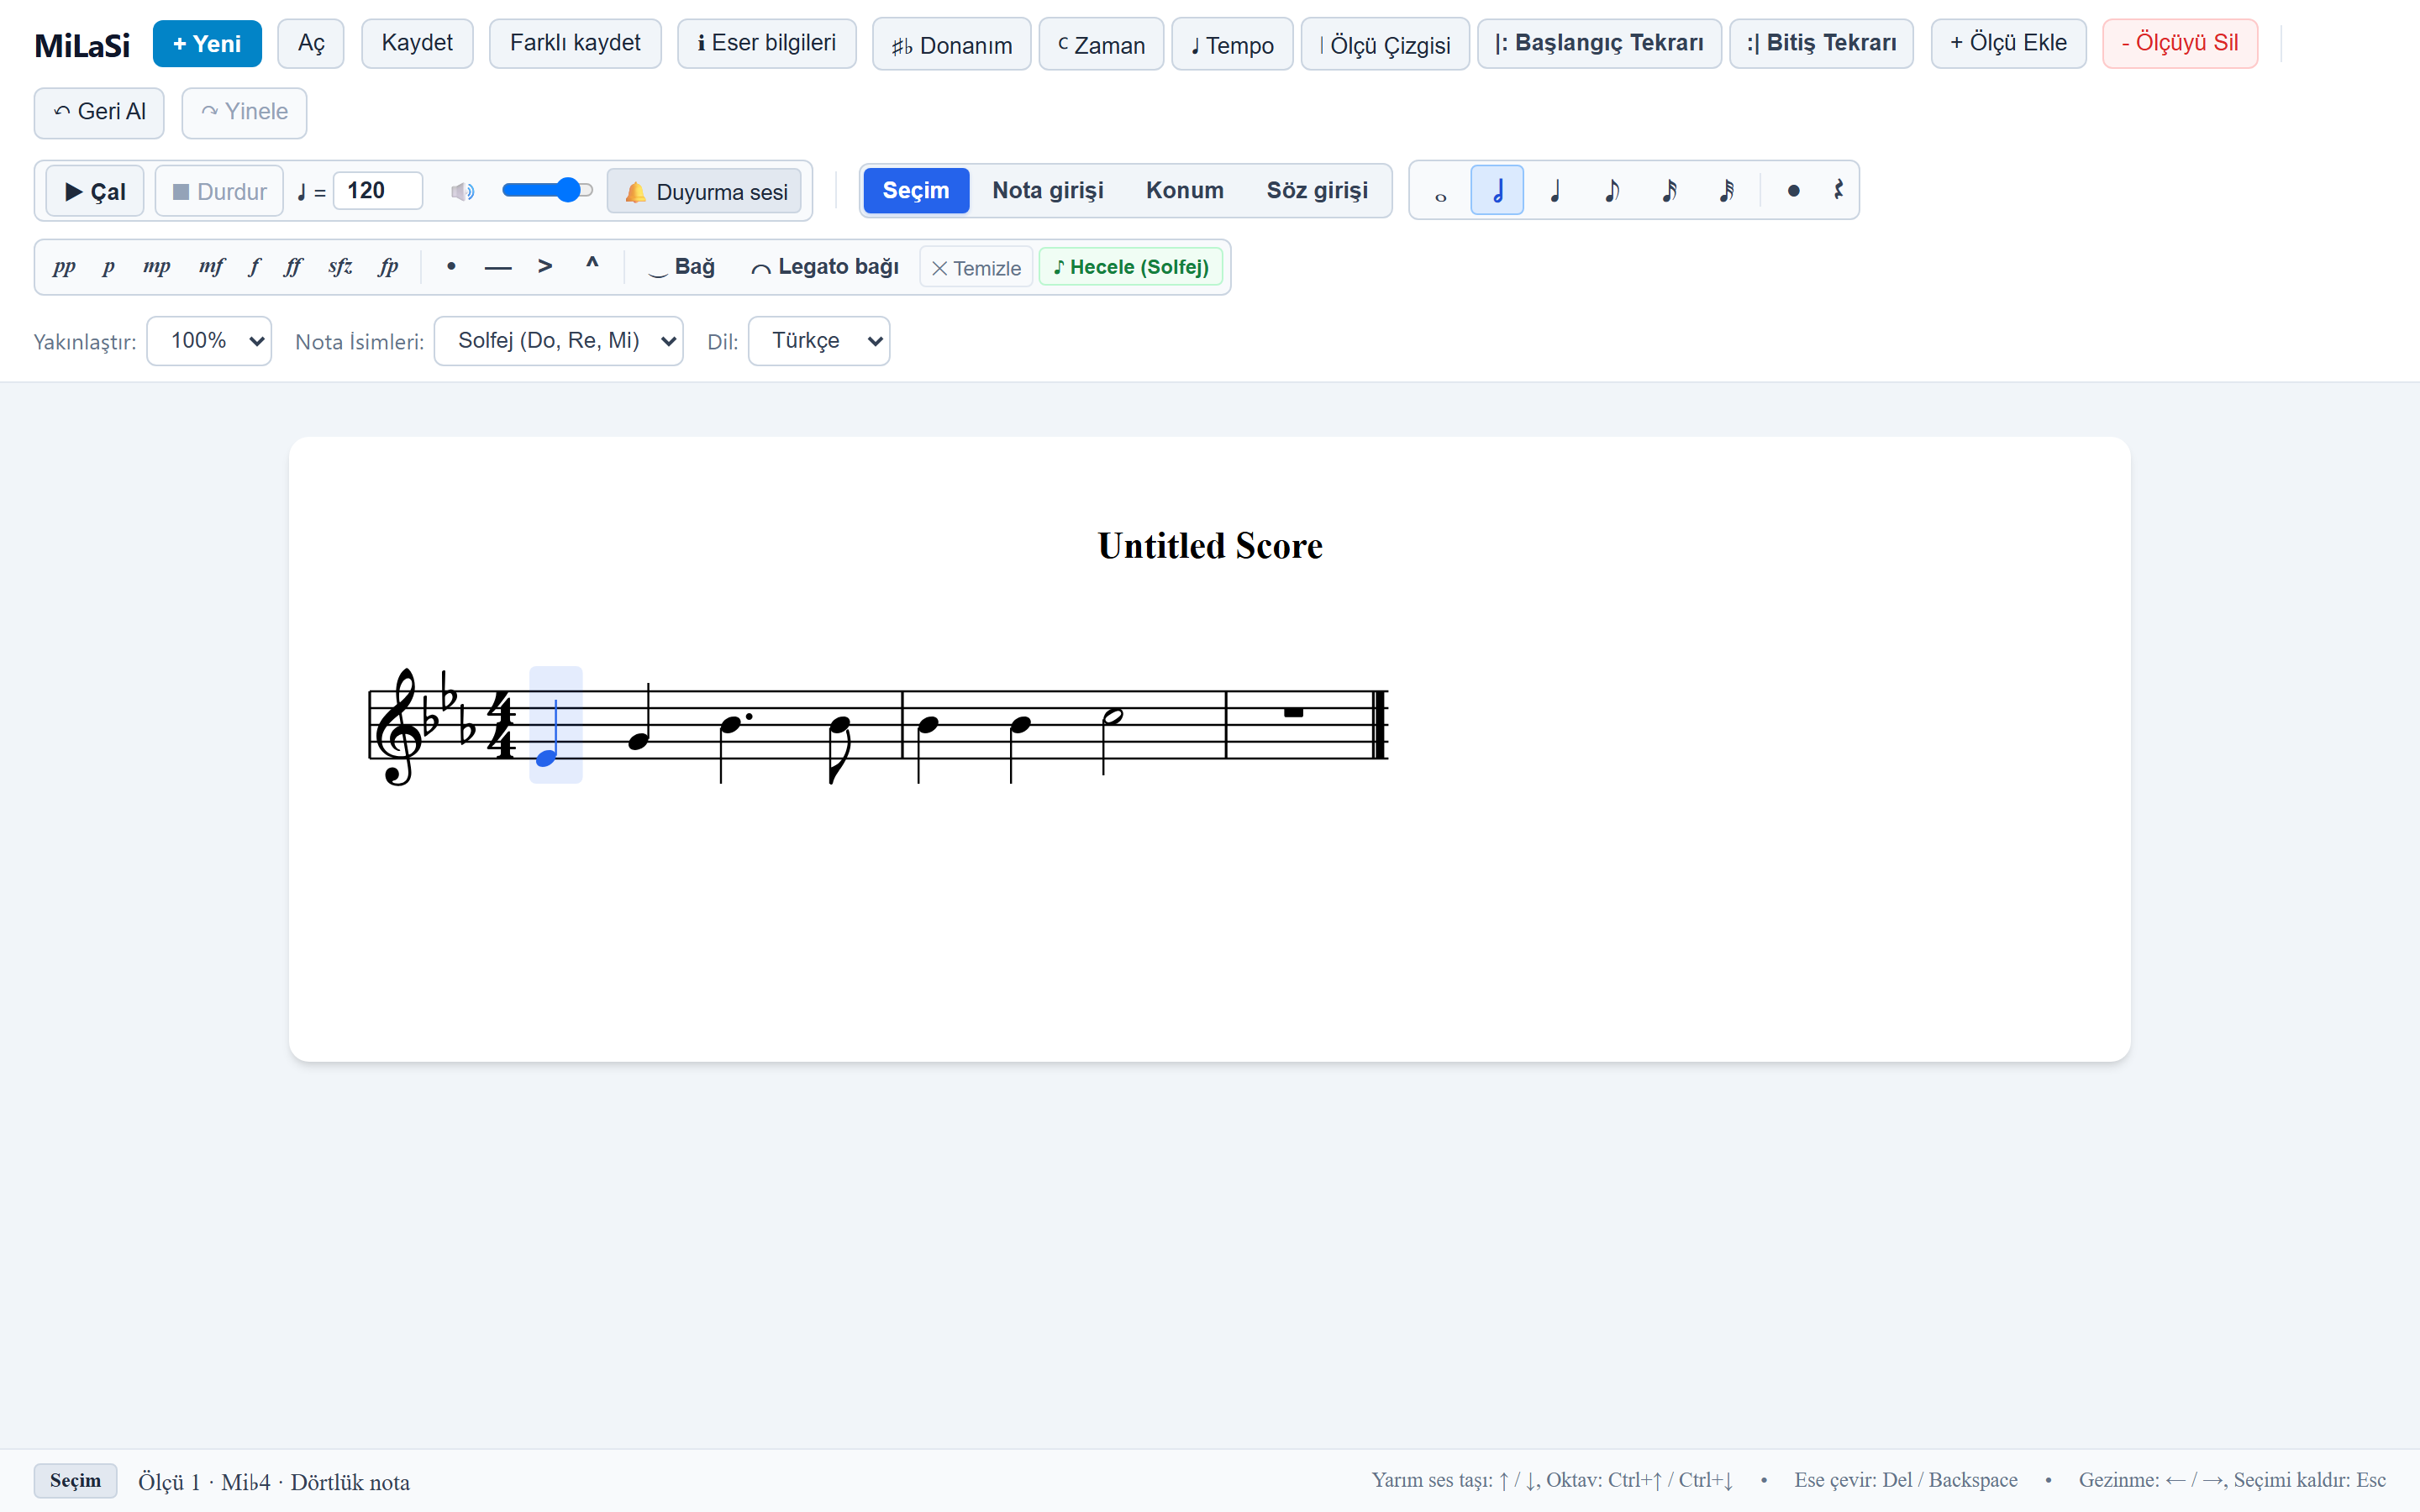 MiLaSi + Yeni Aç Kaydet Farklı kaydet ℹ Eser bilgileri ♯♭ Donanım C Zaman ♩ Tempo | Ölçü Çizgisi |: Başlangıç Tekrarı :| Bitiş Tekrarı + Ölçü Ekle - Ölçüyü Sil
↶ Geri Al ↷ Yinele
▶ Çal ■ Durdur ♩ = 120 🔊 🔔 Duyurma sesi Seçim Nota girişi Konum Söz girişi
pp p mp mf f ff sfz fp • — > ^ ‿ Bağ ⌒ Legato bağı ✕ Temizle ♪ Hecele (Solfej)
Yakınlaştır: 100% Nota İsimleri: Solfej (Do, Re, Mi) Dil: Türkçe
Untitled Score
4
4
Seçim Ölçü 1 · Mi♭4 · Dörtlük nota Yarım ses taşı: ↑ / ↓, Oktav: Ctrl+↑ / Ctrl+↓ • Ese çevir: Del / Backspace • Gezinme: ← / →, Seçimi kaldır: Esc